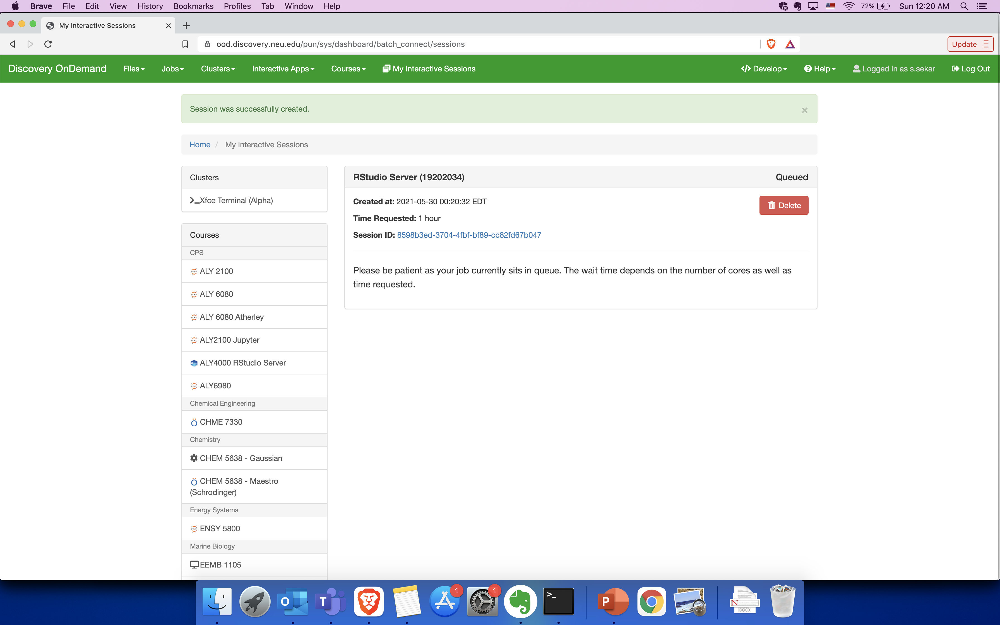 Brave File Edit View History Bookmarks Profiles Tab Window Help 72% Sun 12:20 AM
My Interactive Sessions
ood.discovery.neu.edu/pun/sys/dashboard/batch_connect/sessions Update
Discovery OnDemand Files Jobs Clusters Interactive Apps Courses My Interactive Sessions </> Develop Help Logged in as s.sekar Log Out
Session was successfully created. ×
Home / My Interactive Sessions
Clusters
>_Xfce Terminal (Alpha)
Courses
CPS
ALY 2100
ALY 6080
ALY 6080 Atherley
ALY2100 Jupyter
ALY4000 RStudio Server
ALY6980
Chemical Engineering
CHME 7330
Chemistry
CHEM 5638 - Gaussian
CHEM 5638 - Maestro
(Schrodinger)
Energy Systems
ENSY 5800
Marine Biology
EEMB 1105
RStudio Server (19202034) Queued
Created at: 2021-05-30 00:20:32 EDT
Delete
Time Requested: 1 hour
Session ID: 8598b3ed-3704-4fbf-bf89-cc82fd67b047
Please be patient as your job currently sits in queue. The wait time depends on the number of cores as well as
time requested.
O T 1 1 >_ P N DOCX